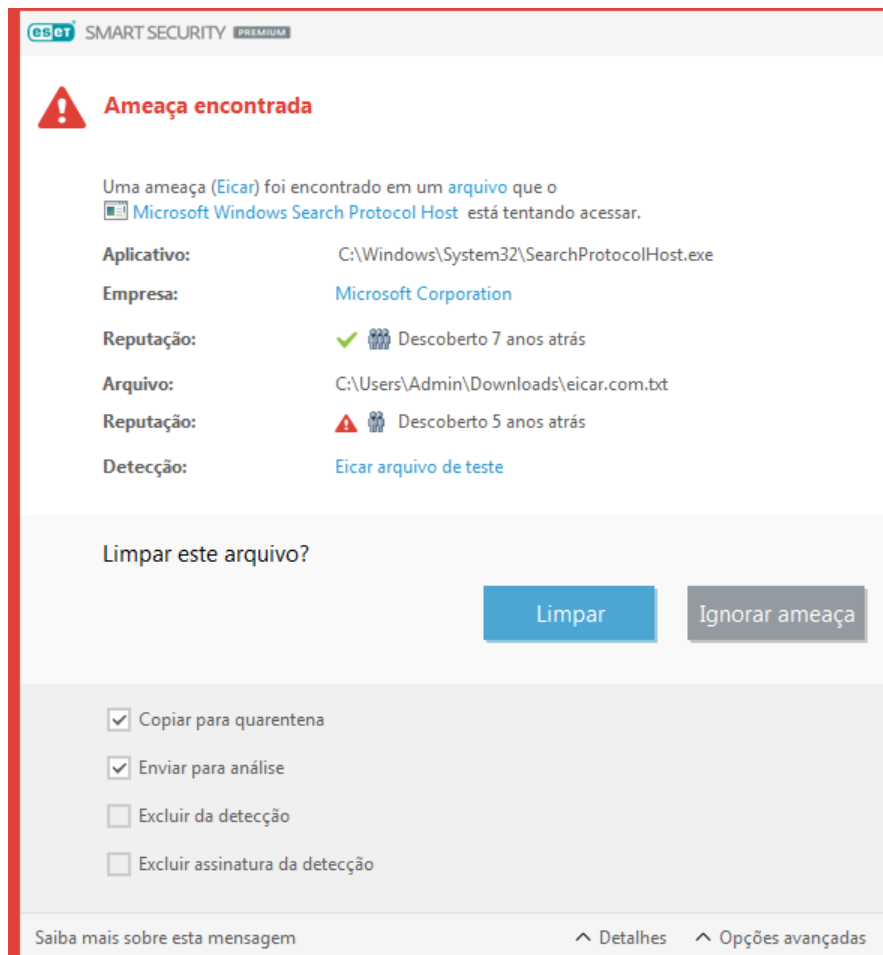 eset SMART SECURITY PREMIUM
Ameaça encontrada
Uma ameaça (Eicar) foi encontrado em um arquivo que o
Microsoft Windows Search Protocol Host está tentando acessar.
Aplicativo: C:\Windows\System32\SearchProtocolHost.exe
Empresa: Microsoft Corporation
Reputação: Descoberto 7 anos atrás
Arquivo: C:\Users\Admin\Downloads\eicar.com.txt
Reputação: Descoberto 5 anos atrás
Detecção: Eicar arquivo de teste
Limpar este arquivo?
Limpar Ignorar ameaça
Copiar para quarentena
Enviar para análise
Excluir da detecção
Excluir assinatura da detecção
Saiba mais sobre esta mensagem Detalhes Opções avançadas